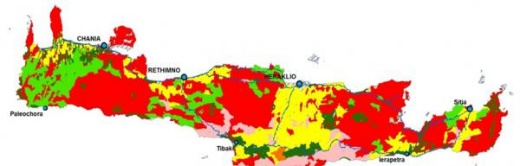 CHANIA
RETHIMNO
HERAKLIO
Sitia
Paleochora
Tibaki
Ierapetra